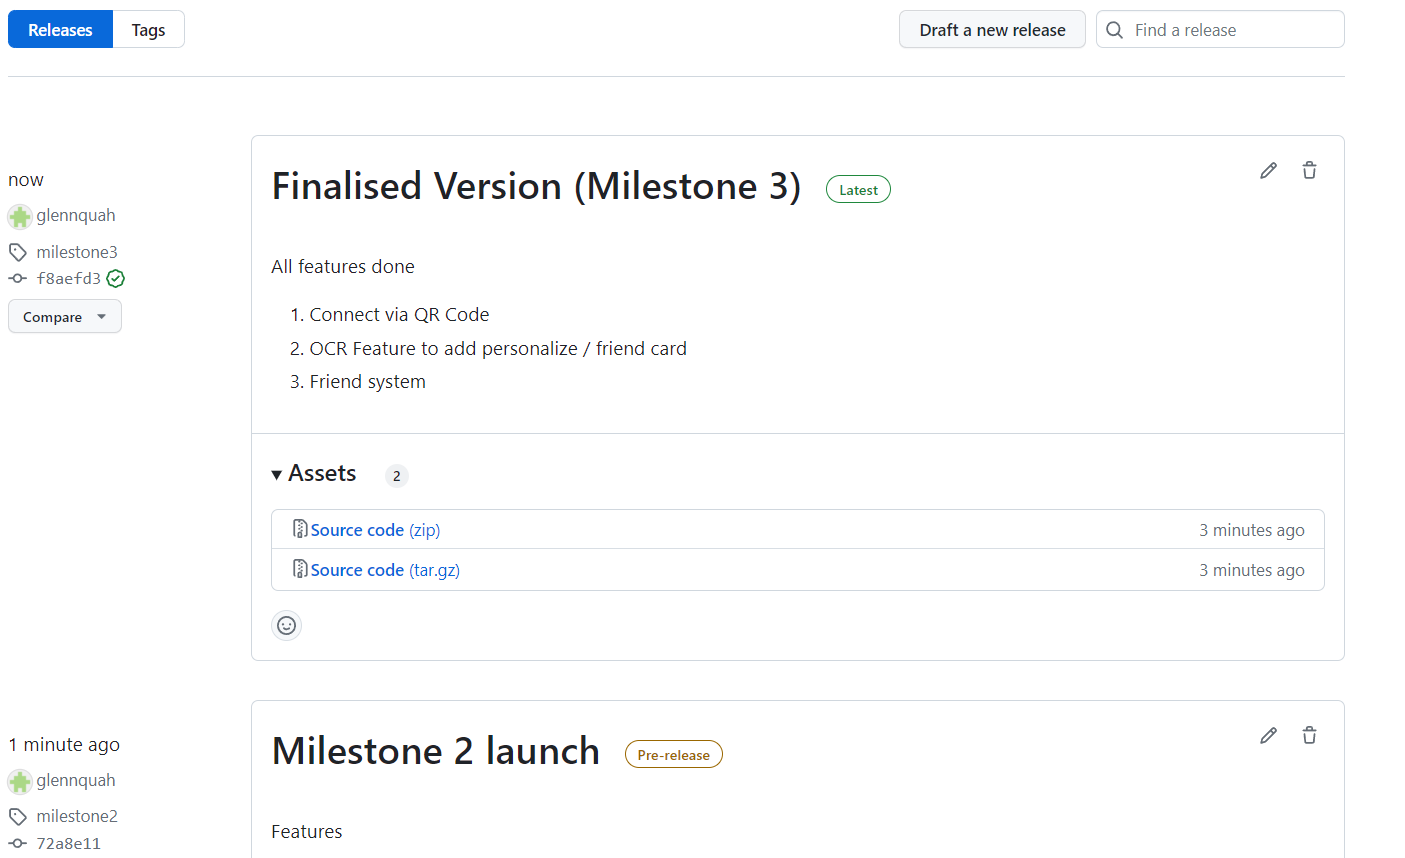 Releases Tags Draft a new release Find a release
now
glennquah
milestone3
f8aefd3
Compare
Finalised Version (Milestone 3) Latest
All features done
1. Connect via QR Code
2. OCR Feature to add personalize / friend card
3. Friend system
Assets 2
Source code (zip) 3 minutes ago
Source code (tar.gz) 3 minutes ago
1 minute ago
glennquah
milestone2
72a8e11
Milestone 2 launch Pre-release
Features